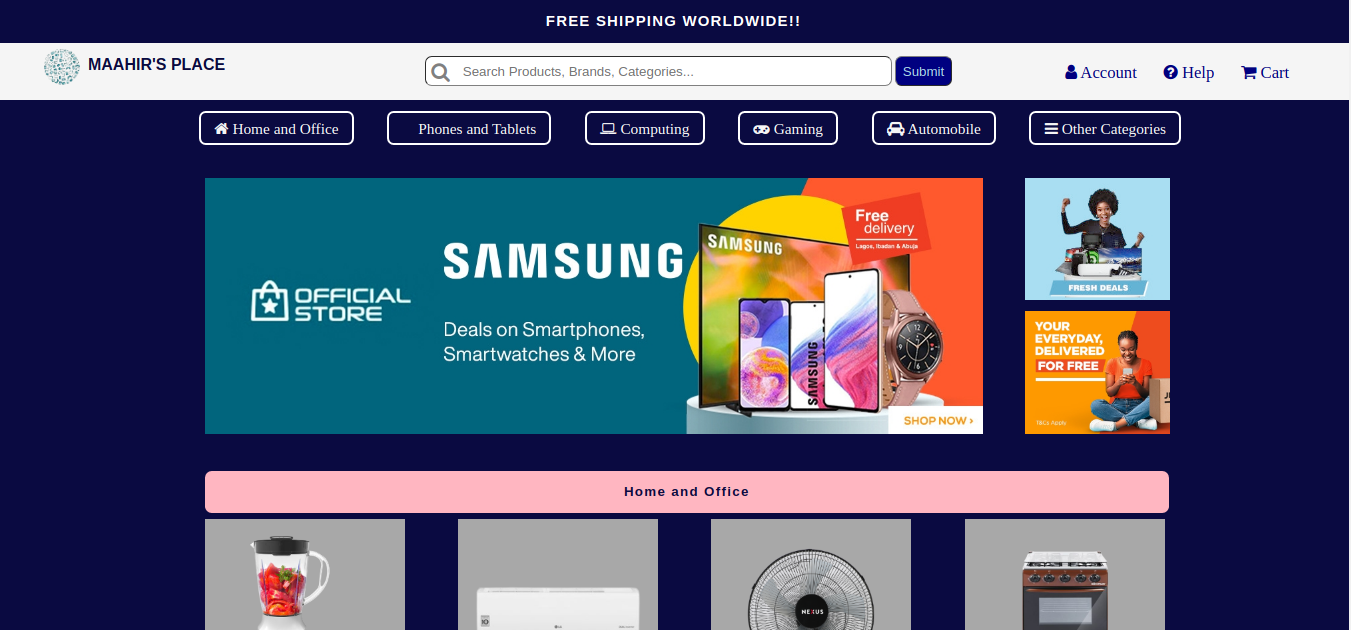 FREE SHIPPING WORLDWIDE!!
MAAHIR'S PLACE
Search Products, Brands, Categories...
Submit
Account
Help
Cart
Home and Office
Phones and Tablets
Computing
Gaming
Automobile
Other Categories
OFFICIAL
STORE
SAMSUNG
Deals on Smartphones,
Smartwatches & More
SAMSUNG
SAMSUNG
Free
delivery
Lagos, Ibadan & Abuja
SHOP NOW ›
FRESH DEALS
YOUR
EVERYDAY,
DELIVERED
FOR FREE
T&Cs Apply
Home and Office
LG
NEXUS